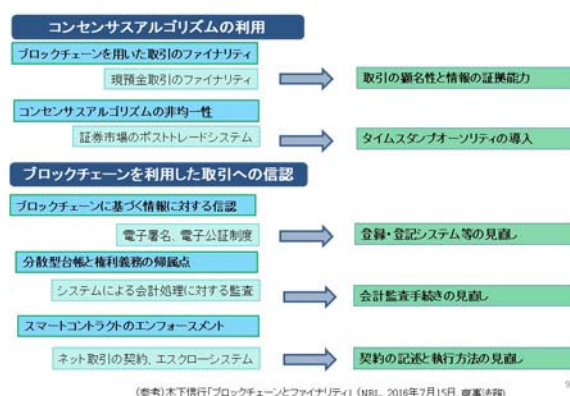 コンセンサスアルゴリズムの利用
ブロックチェーンを用いた取引のファイナリティ
現預金取引のファイナリティ
取引の顕名性と情報の証拠能力
コンセンサスアルゴリズムの非均一性
証券市場のポストトレードシステム
タイムスタンプオーソリティの導入
ブロックチェーンを利用した取引への信認
ブロックチェーンに基づく情報に対する信認
電子署名、電子公証制度
登録・登記システム等の見直し
分散型台帳と権利義務の帰属点
システムによる会計処理に対する監査
会計監査手続きの見直し
スマートコントラクトのエンフォースメント
ネット取引の契約、エスクローシステム
契約の記述と執行方法の見直し
(参考)木下信行「ブロックチェーンとファイナリティ」(NBL、2016年7月15日、商事法務)
9